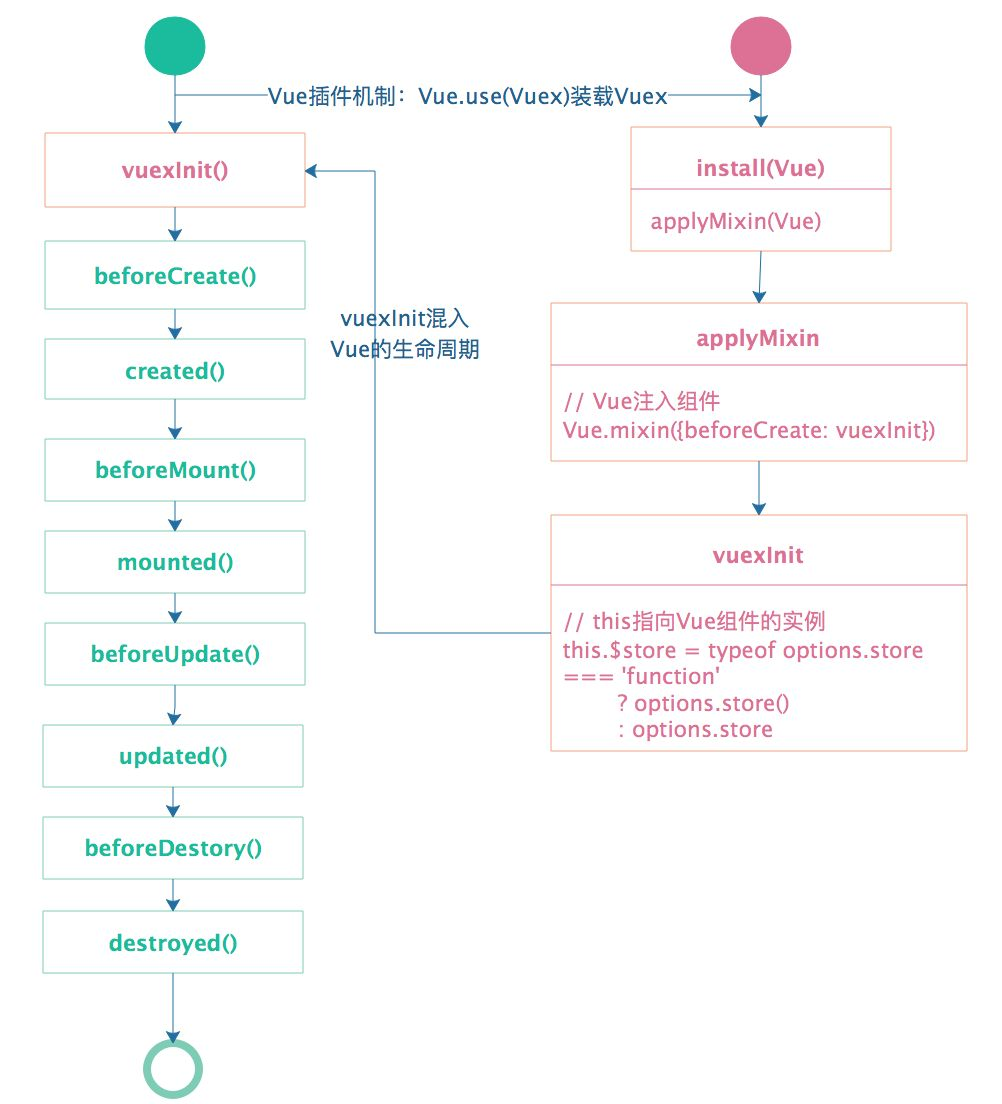 Vue插件机制：Vue.use(Vuex)装载Vuex
vuexInit()
beforeCreate()
created()
beforeMount()
mounted()
beforeUpdate()
updated()
beforeDestory()
destroyed()
vuexInit混入
Vue的生命周期
install(Vue)
applyMixin(Vue)
applyMixin
// Vue注入组件
Vue.mixin({beforeCreate: vuexInit})
vuexInit
// this指向Vue组件的实例
this.$store = typeof options.store
=== 'function'
? options.store()
: options.store